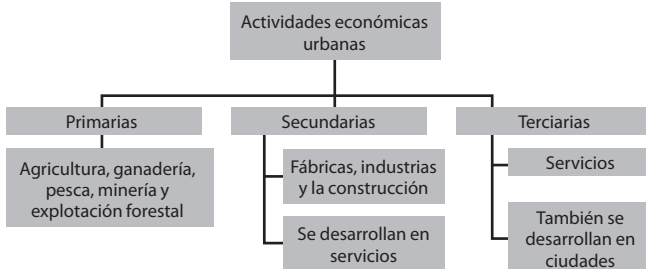 Actividades económicas
urbanas
Primarias
Secundarias
Terciarias
Agricultura, ganadería,
pesca, minería y
explotación forestal
Fábricas, industrias
y la construcción
Se desarrollan en
servicios
Servicios
También se
desarrollan en
ciudades